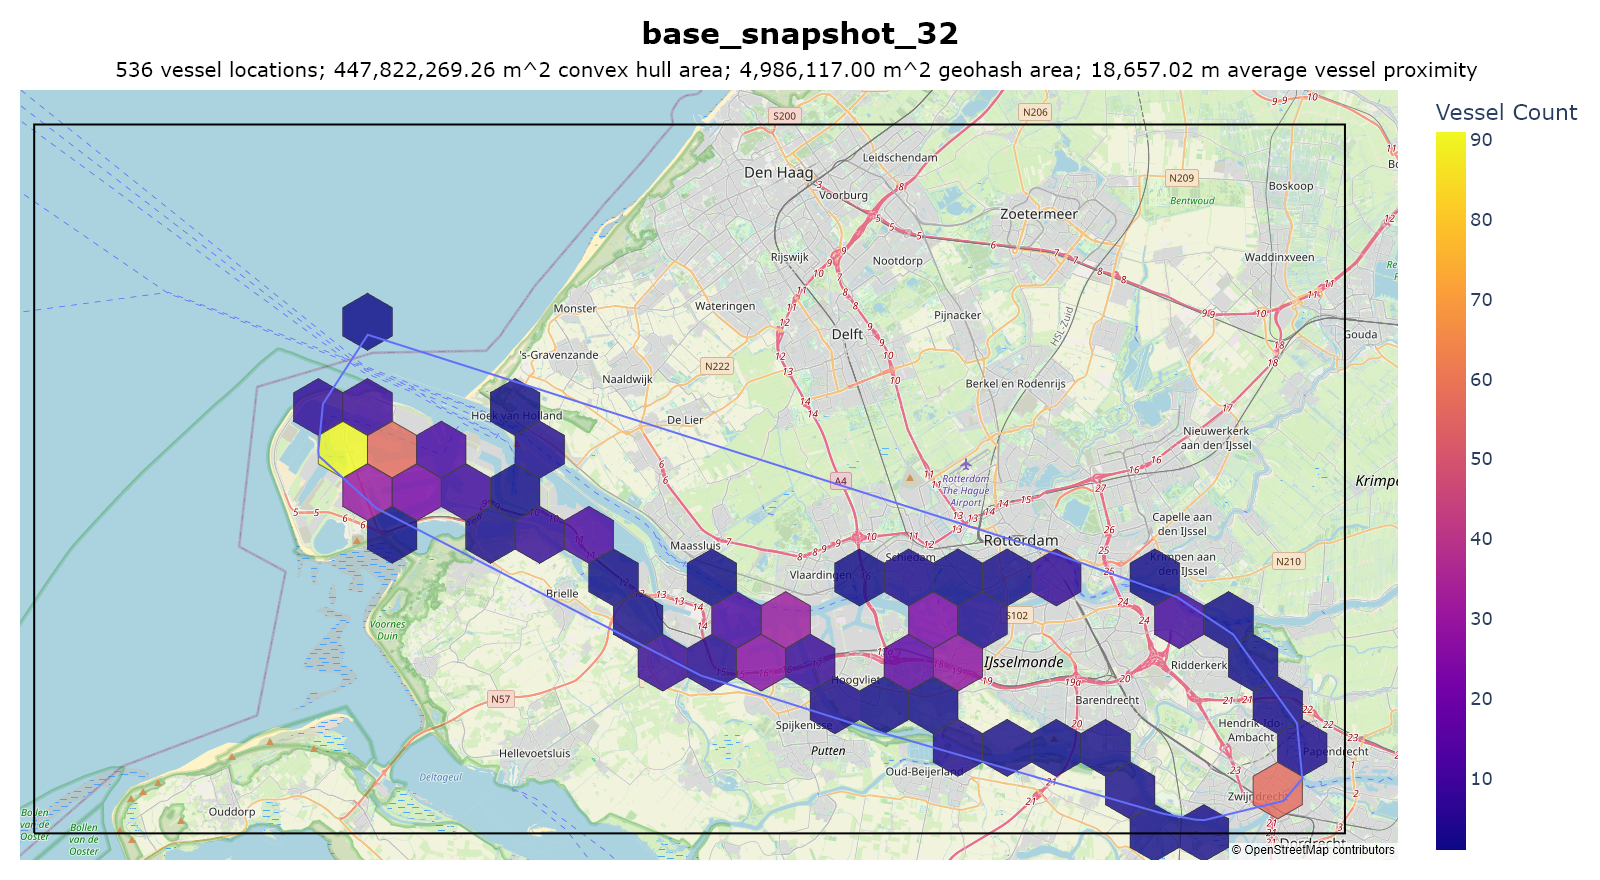 base_snapshot_32
536 vessel locations; 447,822,269.26 m^2 convex hull area; 4,986,117.00 m^2 geohash area; 18,657.02 m average vessel proximity
Vessel Count
90
80
70
60
50
40
30
20
10
S200
N206
Leidschendam
Den Haag
Voorburg
N209
Boskoop
Bentwoud
Zoetermeer
Rijswijk
Nootdorp
Waddinxveen
Monster
Wateringen
Pijnacker
HSL-Zuid
Delft
Gouda
's-Gravenzande
N222
Naaldwijk
Berkel en Rodenrijs
Hoek van Holland
De Lier
Nieuwerkerk
aan den IJssel
A4
Rotterdam
The Hague
Airport
Capelle aan
den IJssel
Rotterdam
Maassluis
Schiedam
Krimpen aan
den IJssel
N210
Vlaardingen
Brielle
S102
Voornes
Duin
IJsselmonde
Ridderkerk
Hoogvliet
N57
Barendrecht
Spijkenisse
Hendrik-Ido-
Ambacht
Papendrecht
Hellevoetsluis
Putten
Oud-Beijerland
Deltageul
Zwijndrecht
Ouddorp
Bollen
van de
Ooster
Bollen
van de
Ooster
Dordrecht
© OpenStreetMap contributors